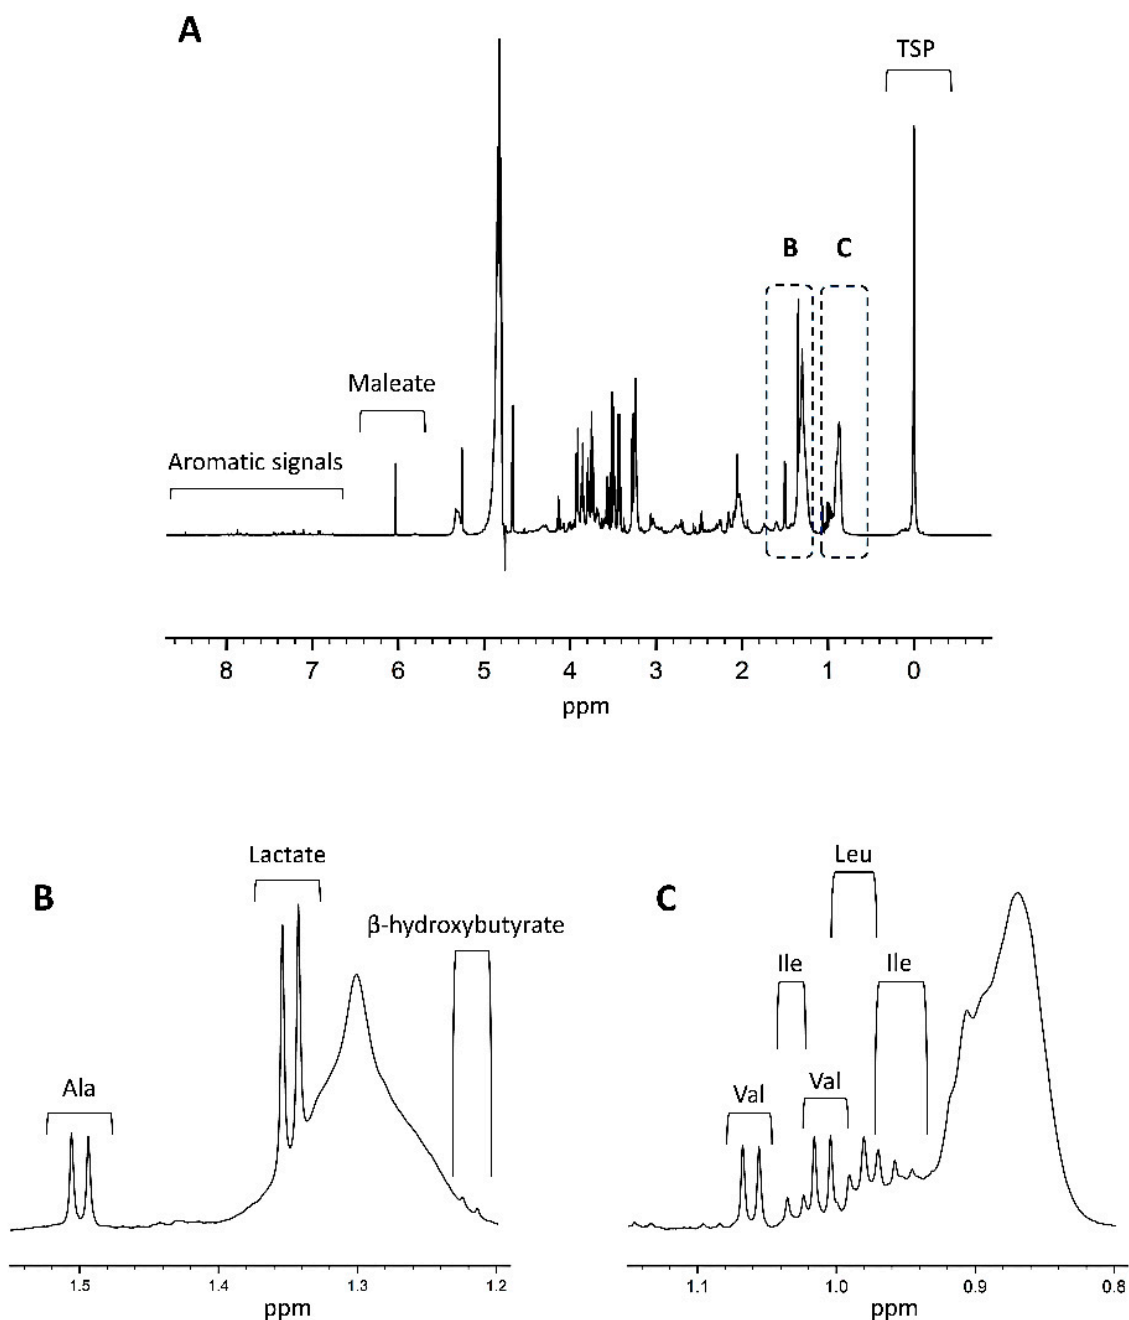 A
TSP
B C
Maleate
Aromatic signals
8 7 6 5 4 3 2 1 0
ppm
B
Lactate
β-hydroxybutyrate
Ala
1.5 1.4 1.3 1.2
ppm
C
Leu
Ile Ile
Val Val
1.1 1.0 0.9 0.8
ppm